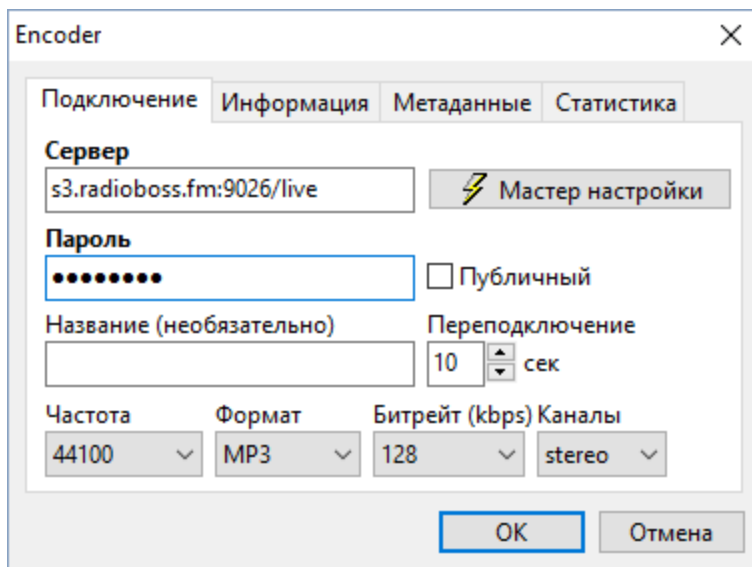 Encoder
Подключение Информация Метаданные Статистика
Сервер
s3.radioboss.fm:9026/live Мастер настройки
Пароль
●●●●●●●● Публичный
Название (необязательно) Переподключение
10 сек
Частота Формат Битрейт (kbps) Каналы
44100 MP3 128 stereo
OK Отмена